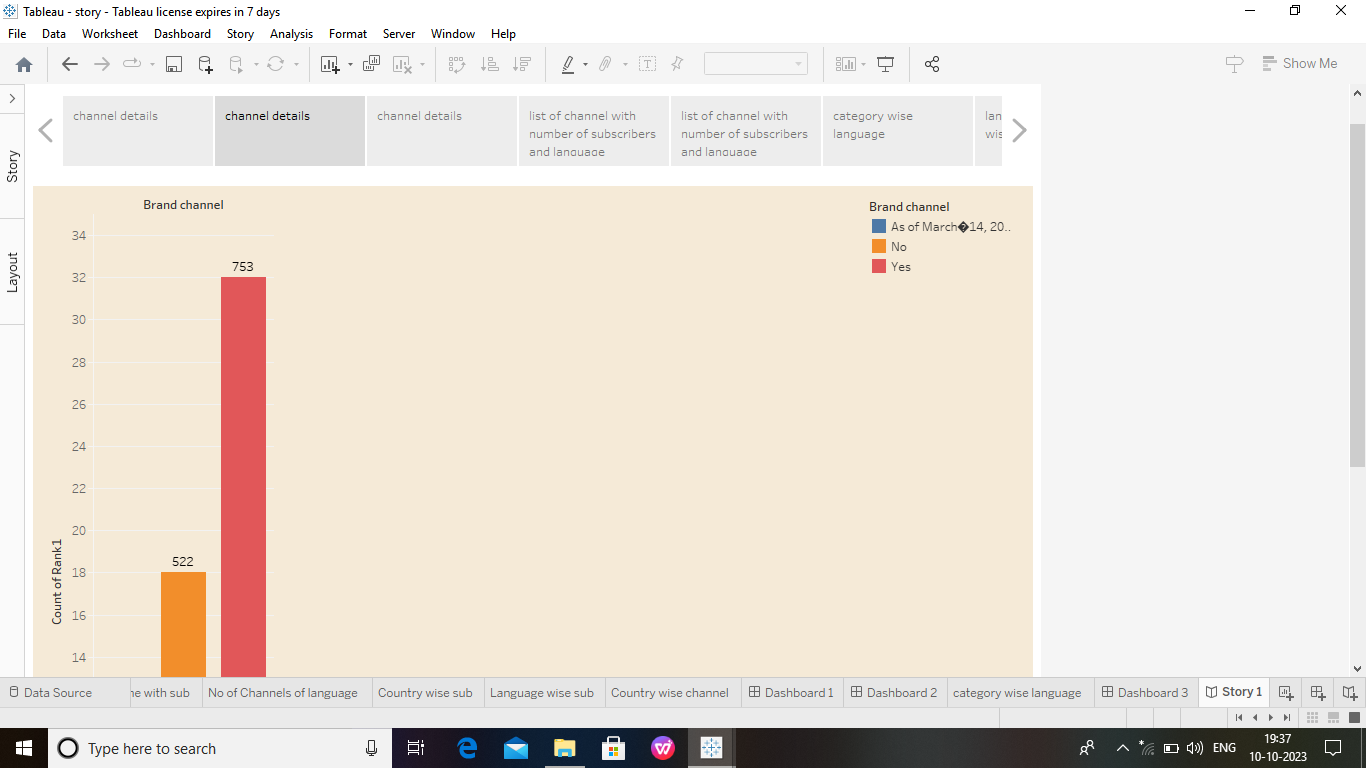 Tableau - story - Tableau license expires in 7 days
File Data Worksheet Dashboard Story Analysis Format Server Window Help
Show Me
Story
Layout
channel details
channel details
channel details
list of channel with
number of subscribers
and language
list of channel with
number of subscribers
and language
category wise
language
lan
wis
Brand channel
34
32
30
28
26
24
22
20
18
16
14
Count of Rank1
753
522
Brand channel
As of March�14, 20..
No
Yes
Data Source
ne with sub
No of Channels of language
Country wise sub
Language wise sub
Country wise channel
Dashboard 1
Dashboard 2
category wise language
Dashboard 3
Story 1
Type here to search
ENG
19:37
10-10-2023